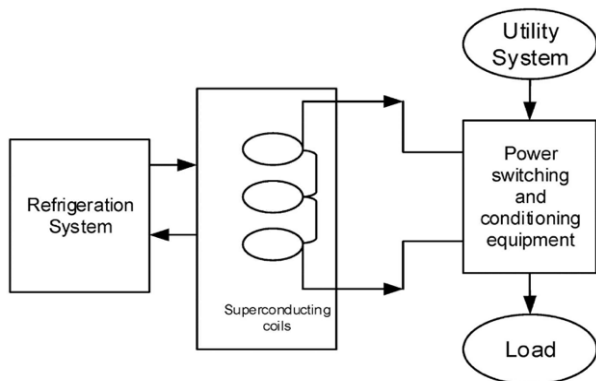 Utility
System
Refrigeration
System
Superconducting
coils
Power
switching
and
conditioning
equipment
Load